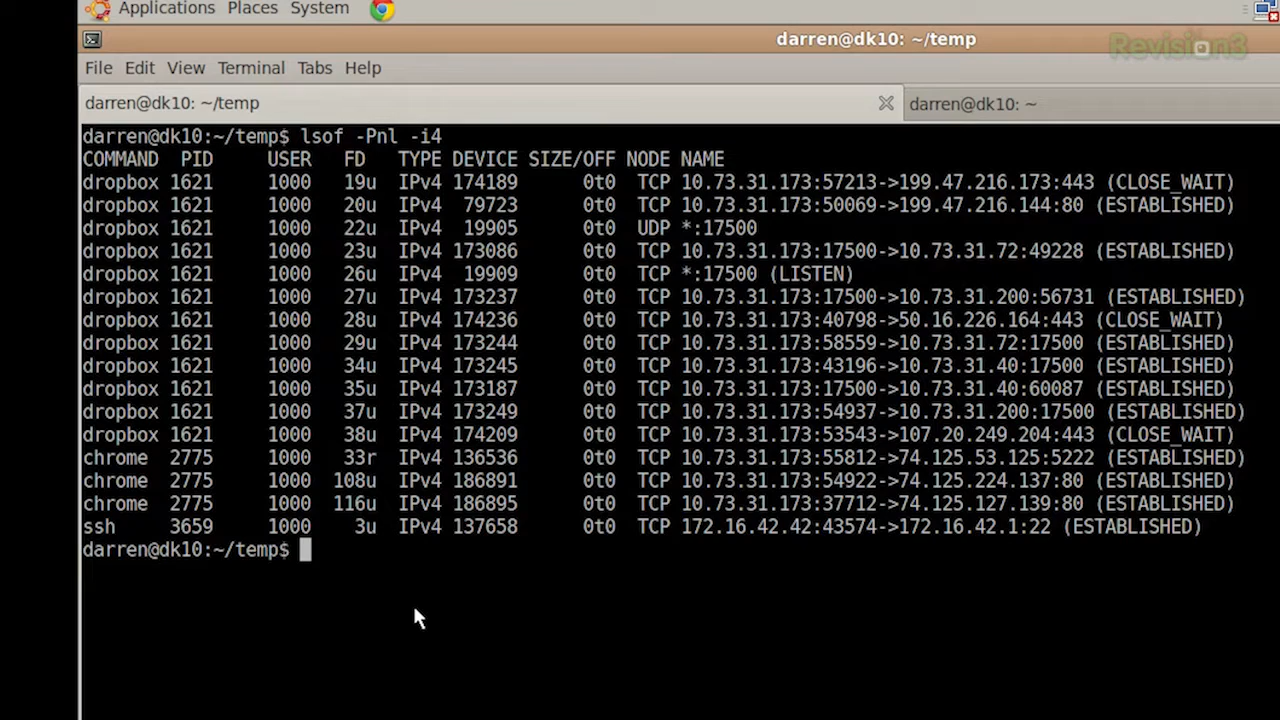 Applications Places System
darren@dk10: ~/temp
Revision3
File Edit View Terminal Tabs Help
darren@dk10: ~/temp darren@dk10: ~
darren@dk10:~/temp$ lsof -Pnl -i4
COMMAND PID USER FD TYPE DEVICE SIZE/OFF NODE NAME
dropbox 1621 1000 19u IPv4 174189 0t0 TCP 10.73.31.173:57213->199.47.216.173:443 (CLOSE_WAIT)
dropbox 1621 1000 20u IPv4 79723 0t0 TCP 10.73.31.173:50069->199.47.216.144:80 (ESTABLISHED)
dropbox 1621 1000 22u IPv4 19905 0t0 UDP *:17500
dropbox 1621 1000 23u IPv4 173086 0t0 TCP 10.73.31.173:17500->10.73.31.72:49228 (ESTABLISHED)
dropbox 1621 1000 26u IPv4 19909 0t0 TCP *:17500 (LISTEN)
dropbox 1621 1000 27u IPv4 173237 0t0 TCP 10.73.31.173:17500->10.73.31.200:56731 (ESTABLISHED)
dropbox 1621 1000 28u IPv4 174236 0t0 TCP 10.73.31.173:40798->50.16.226.164:443 (CLOSE_WAIT)
dropbox 1621 1000 29u IPv4 173244 0t0 TCP 10.73.31.173:58559->10.73.31.72:17500 (ESTABLISHED)
dropbox 1621 1000 34u IPv4 173245 0t0 TCP 10.73.31.173:43196->10.73.31.40:17500 (ESTABLISHED)
dropbox 1621 1000 35u IPv4 173187 0t0 TCP 10.73.31.173:17500->10.73.31.40:60087 (ESTABLISHED)
dropbox 1621 1000 37u IPv4 173249 0t0 TCP 10.73.31.173:54937->10.73.31.200:17500 (ESTABLISHED)
dropbox 1621 1000 38u IPv4 174209 0t0 TCP 10.73.31.173:53543->107.20.249.204:443 (CLOSE_WAIT)
chrome 2775 1000 33r IPv4 136536 0t0 TCP 10.73.31.173:55812->74.125.53.125:5222 (ESTABLISHED)
chrome 2775 1000 108u IPv4 186891 0t0 TCP 10.73.31.173:54922->74.125.224.137:80 (ESTABLISHED)
chrome 2775 1000 116u IPv4 186895 0t0 TCP 10.73.31.173:37712->74.125.127.139:80 (ESTABLISHED)
ssh 3659 1000 3u IPv4 137658 0t0 TCP 172.16.42.42:43574->172.16.42.1:22 (ESTABLISHED)
darren@dk10:~/temp$